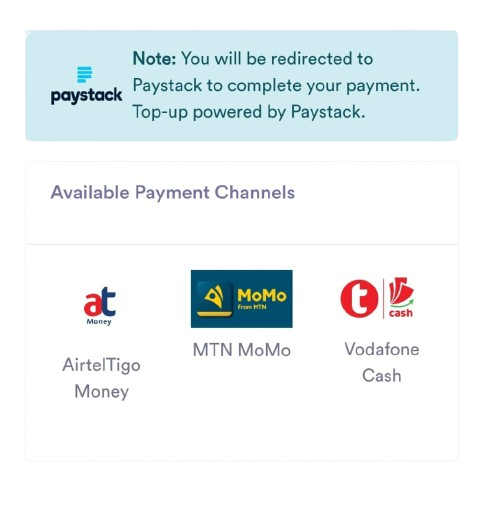 Note: You will be redirected to
paystack
Paystack to complete your payment.
Top-up powered by Paystack.
Available Payment Channels
at
Money
MoMo
from MTN
t
cash
AirtelTigo
Money
MTN MoMo
Vodafone
Cash